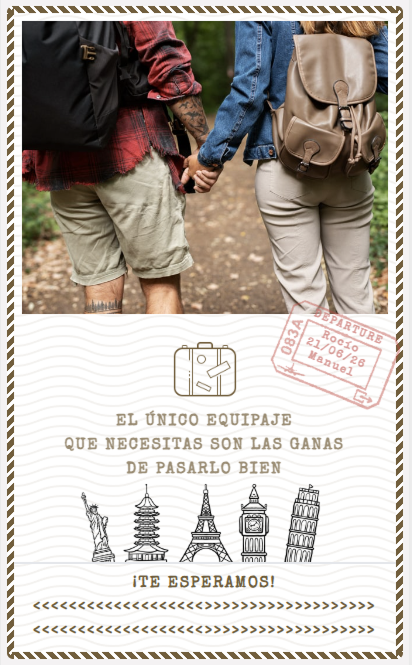 DEPARTURE
083A
Rocío
21/06/26
Manuel
EL ÚNICO EQUIPAJE
QUE NECESITAS SON LAS GANAS
DE PASARLO BIEN
¡TE ESPERAMOS!
<<<<<<<<<<<<<<<<<<<<<<>>>>>>>>>>>>>>>>>>>>>>
<<<<<<<<<<<<<<<<<<<<<<>>>>>>>>>>>>>>>>>>>>>>